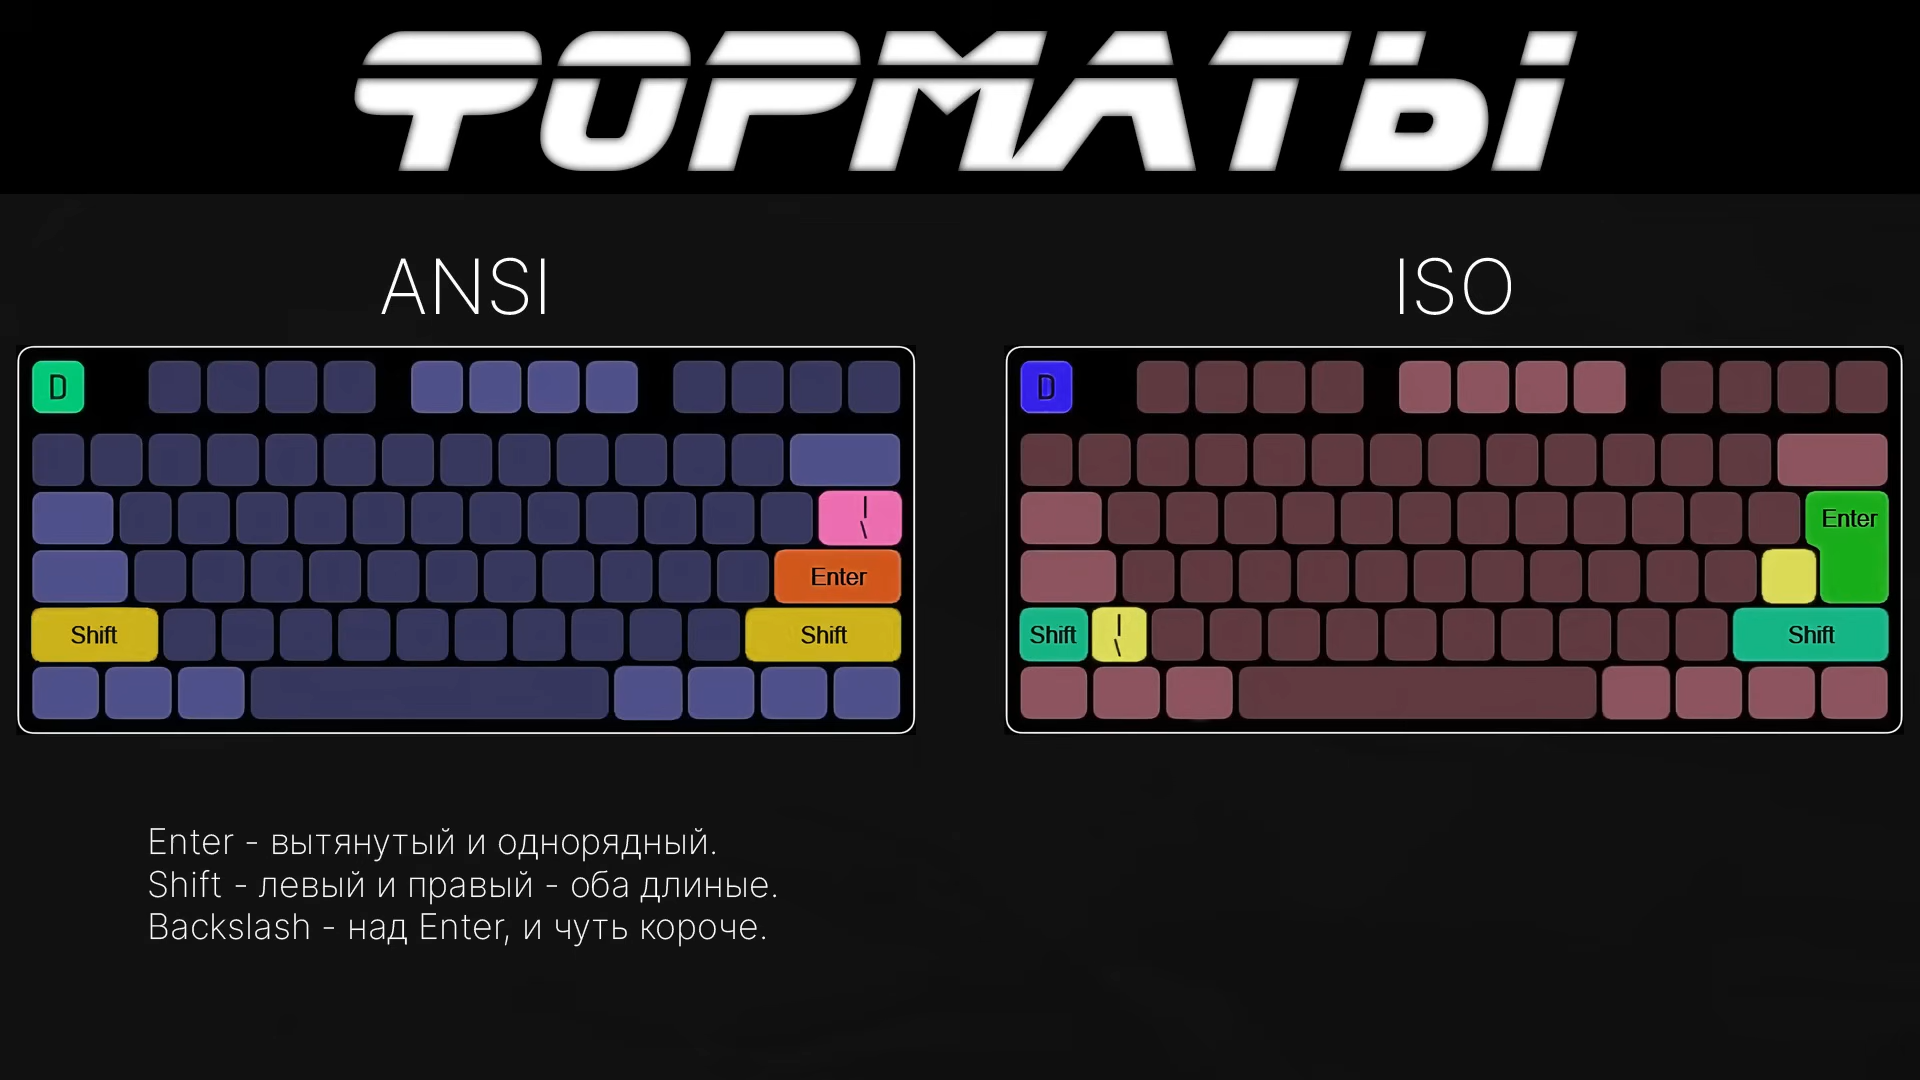 ФОРМАТЫ
ANSI
ISO
D
|
\
Enter
Shift
Shift
D
Enter
Shift
|
\
Shift
Enter - вытянутый и однорядный.
Shift - левый и правый - оба длиные.
Backslash - над Enter, и чуть короче.